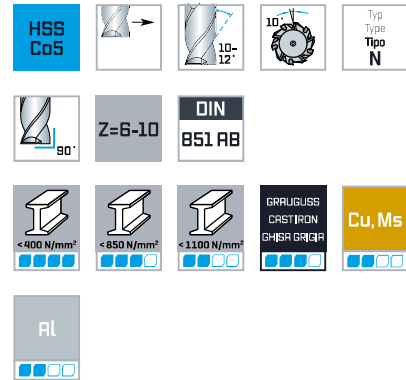 HSS
Co5
10-
12°
10°
Typ
Type
Tipo
N
90°
Z=6-10
DIN
851 AB
<400 N/mm²
<850 N/mm²
<1100 N/mm²
GRAUGUSS
CAST IRON
GHISA GRIGIA
Cu, Ms
Al